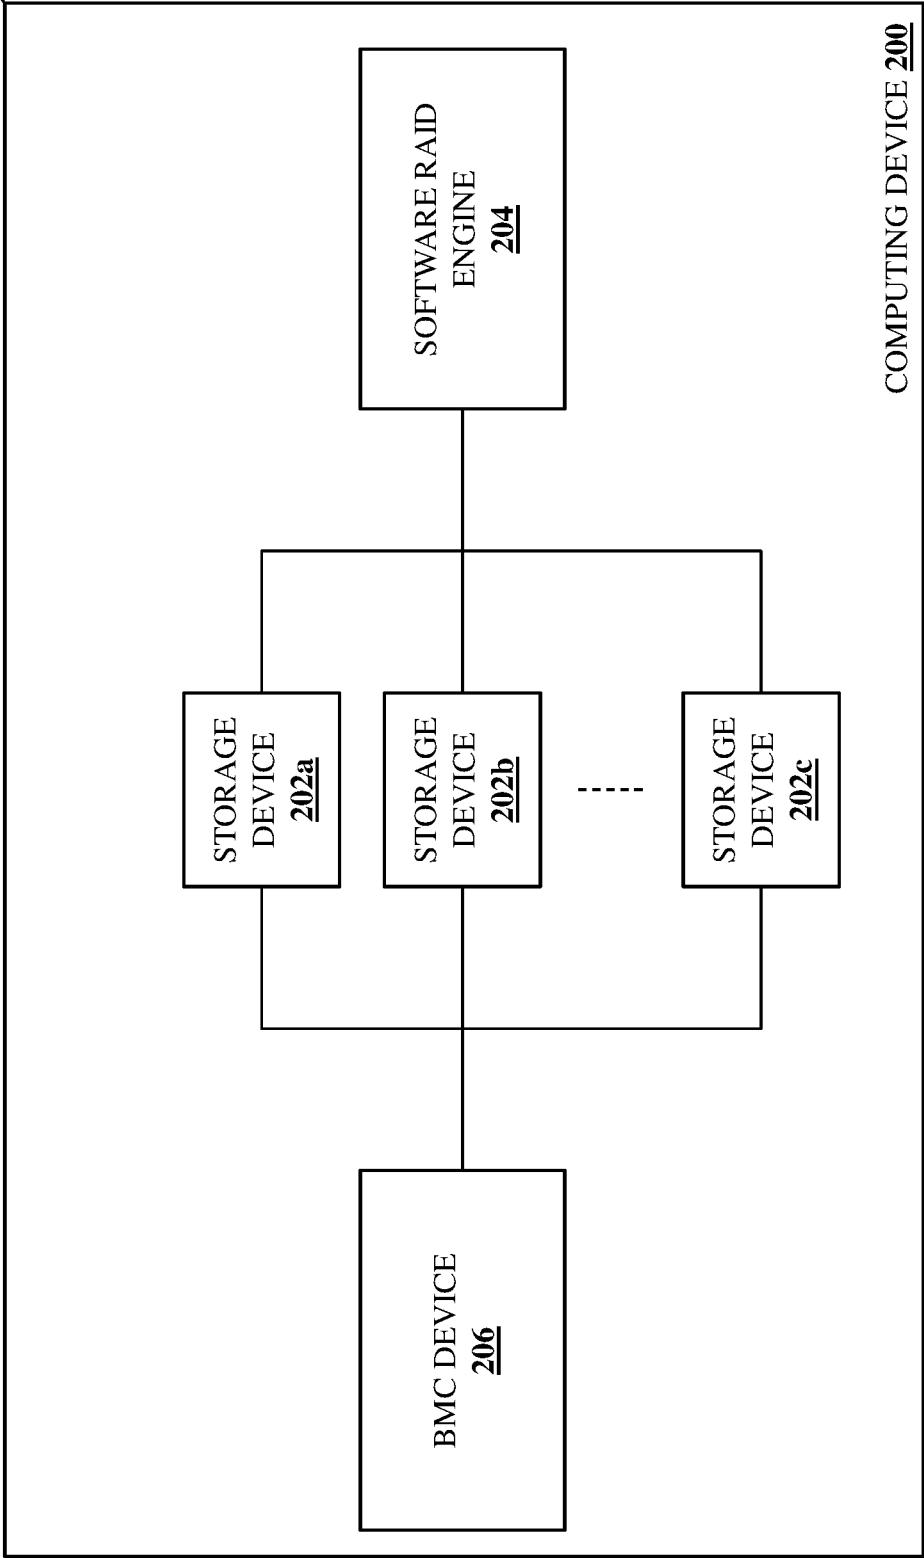 BMC DEVICE
206
STORAGE
DEVICE
202a
STORAGE
DEVICE
202b
STORAGE
DEVICE
202c
SOFTWARE RAID
ENGINE
204
COMPUTING DEVICE 200